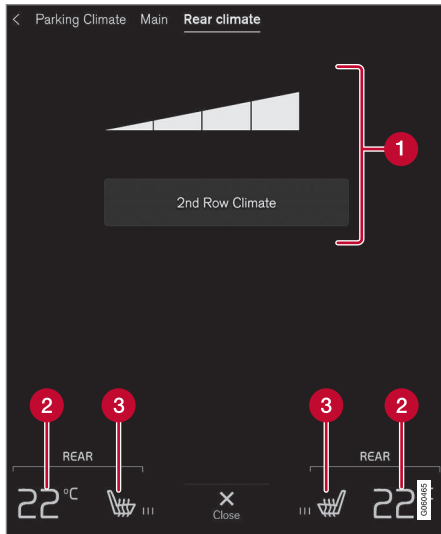 < Parking Climate Main Rear climate
1
2nd Row Climate
2 3 3 2
REAR REAR
22 °C 22
Close
G060465